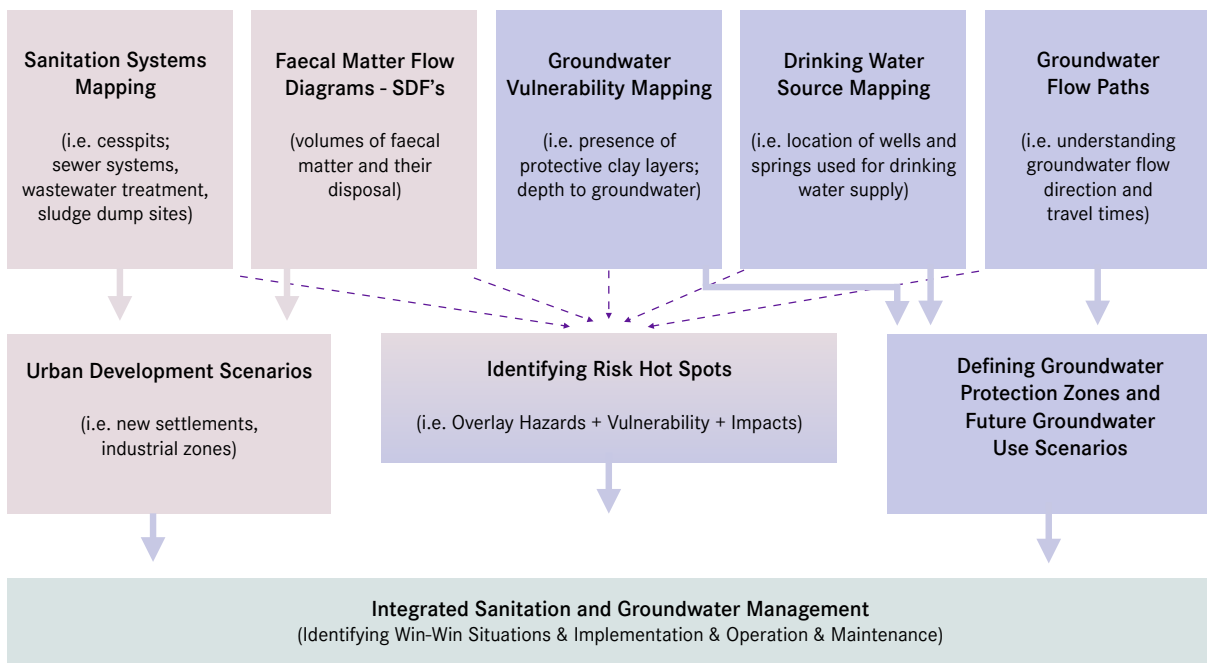 Sanitation Systems
Mapping
(i.e. cesspits;
sewer systems,
wastewater treatment,
sludge dump sites)
Faecal Matter Flow
Diagrams - SDF's
(volumes of faecal
matter and their
disposal)
Groundwater
Vulnerability Mapping
(i.e. presence of
protective clay layers;
depth to groundwater)
Drinking Water
Source Mapping
(i.e. location of wells and
springs used for drinking
water supply)
Groundwater
Flow Paths
(i.e. understanding
groundwater flow
direction and
travel times)
Urban Development Scenarios
(i.e. new settlements,
industrial zones)
Identifying Risk Hot Spots
(i.e. Overlay Hazards + Vulnerability + Impacts)
Defining Groundwater
Protection Zones and
Future Groundwater
Use Scenarios
Integrated Sanitation and Groundwater Management
(Identifying Win-Win Situations & Implementation & Operation & Maintenance)